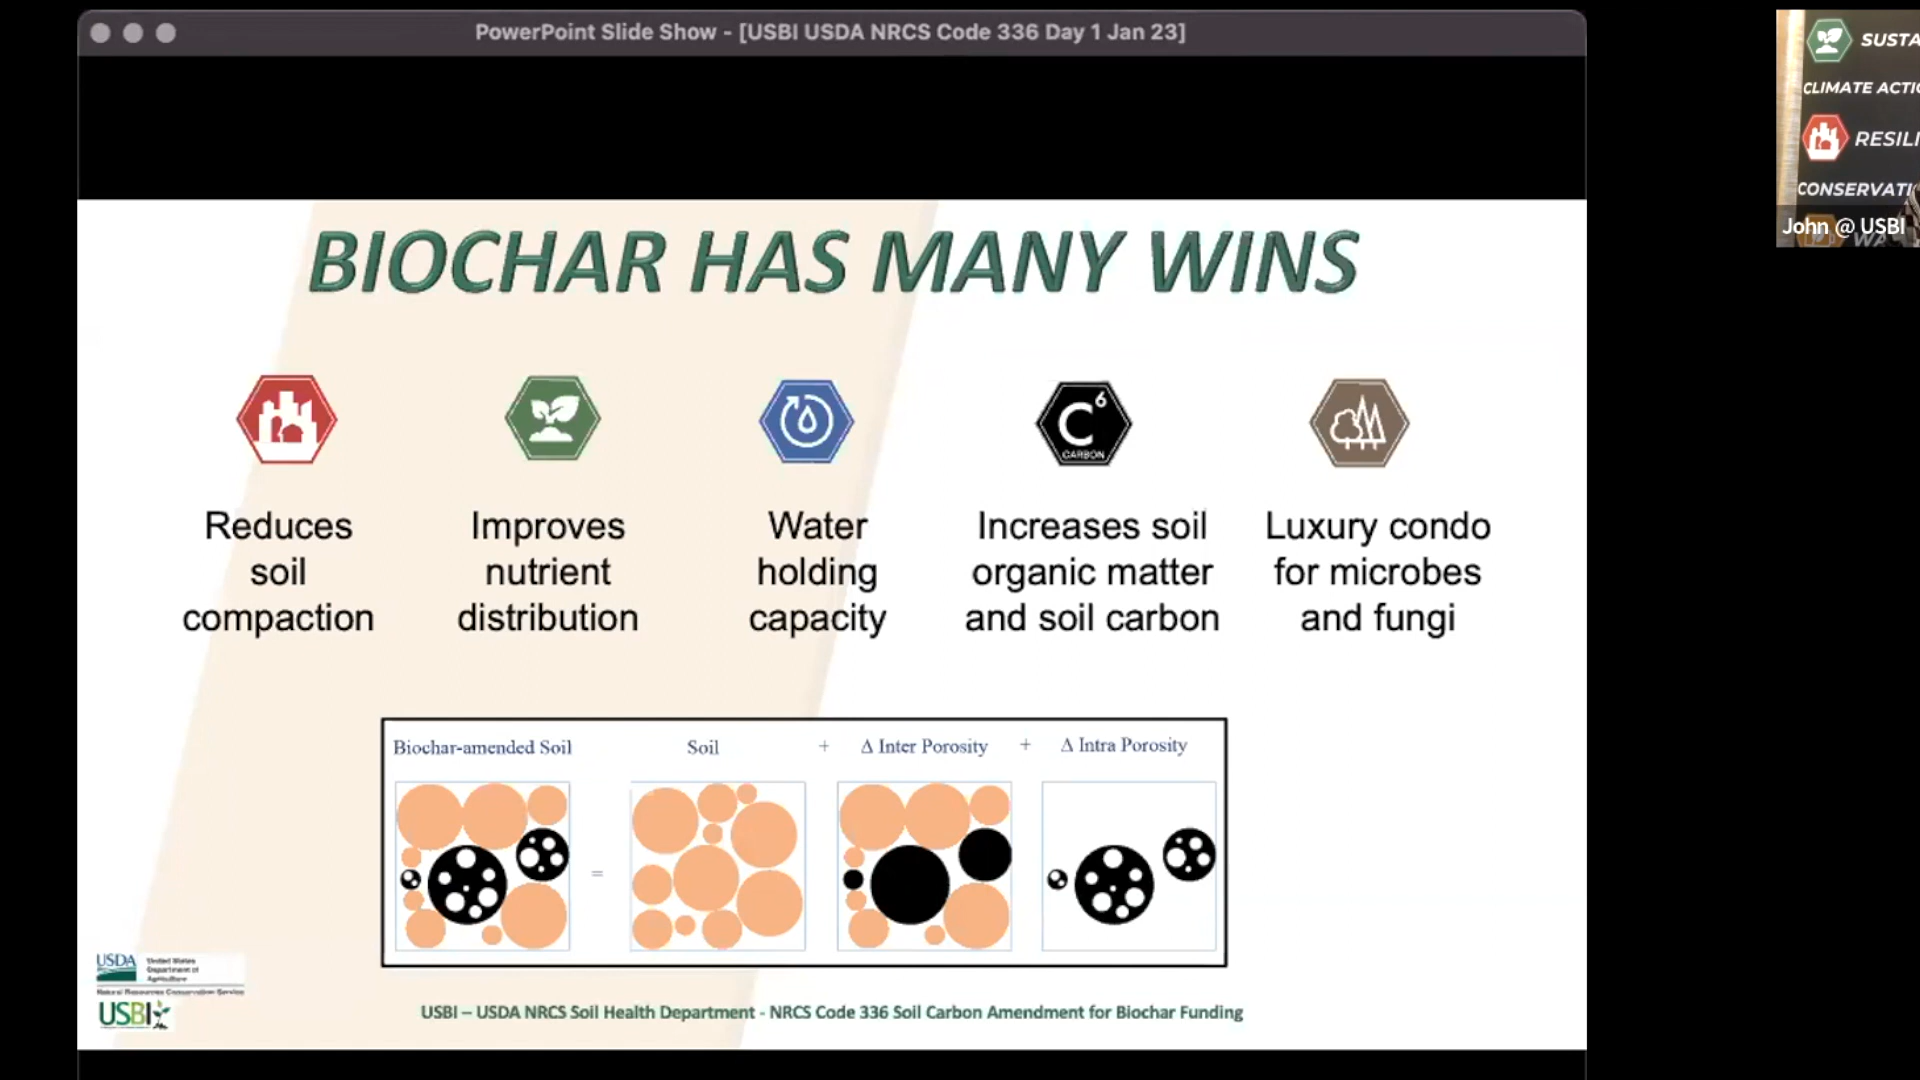 PowerPoint Slide Show - [USBI USDA NRCS Code 336 Day 1 Jan 23]
SUSTA
CLIMATE ACTIO
RESILI
CONSERVATI
WA
John @ USBI
BIOCHAR HAS MANY WINS
C 6
CARBON
Reduces
soil
compaction
Improves
nutrient
distribution
Water
holding
capacity
Increases soil
organic matter
and soil carbon
Luxury condo
for microbes
and fungi
Biochar-amended Soil
Soil
+
Δ Inter Porosity
+
Δ Intra Porosity
=
USDA
United States
Department of
Agriculture
Natural Resources Conservation Service
USBI
USBI – USDA NRCS Soil Health Department - NRCS Code 336 Soil Carbon Amendment for Biochar Funding